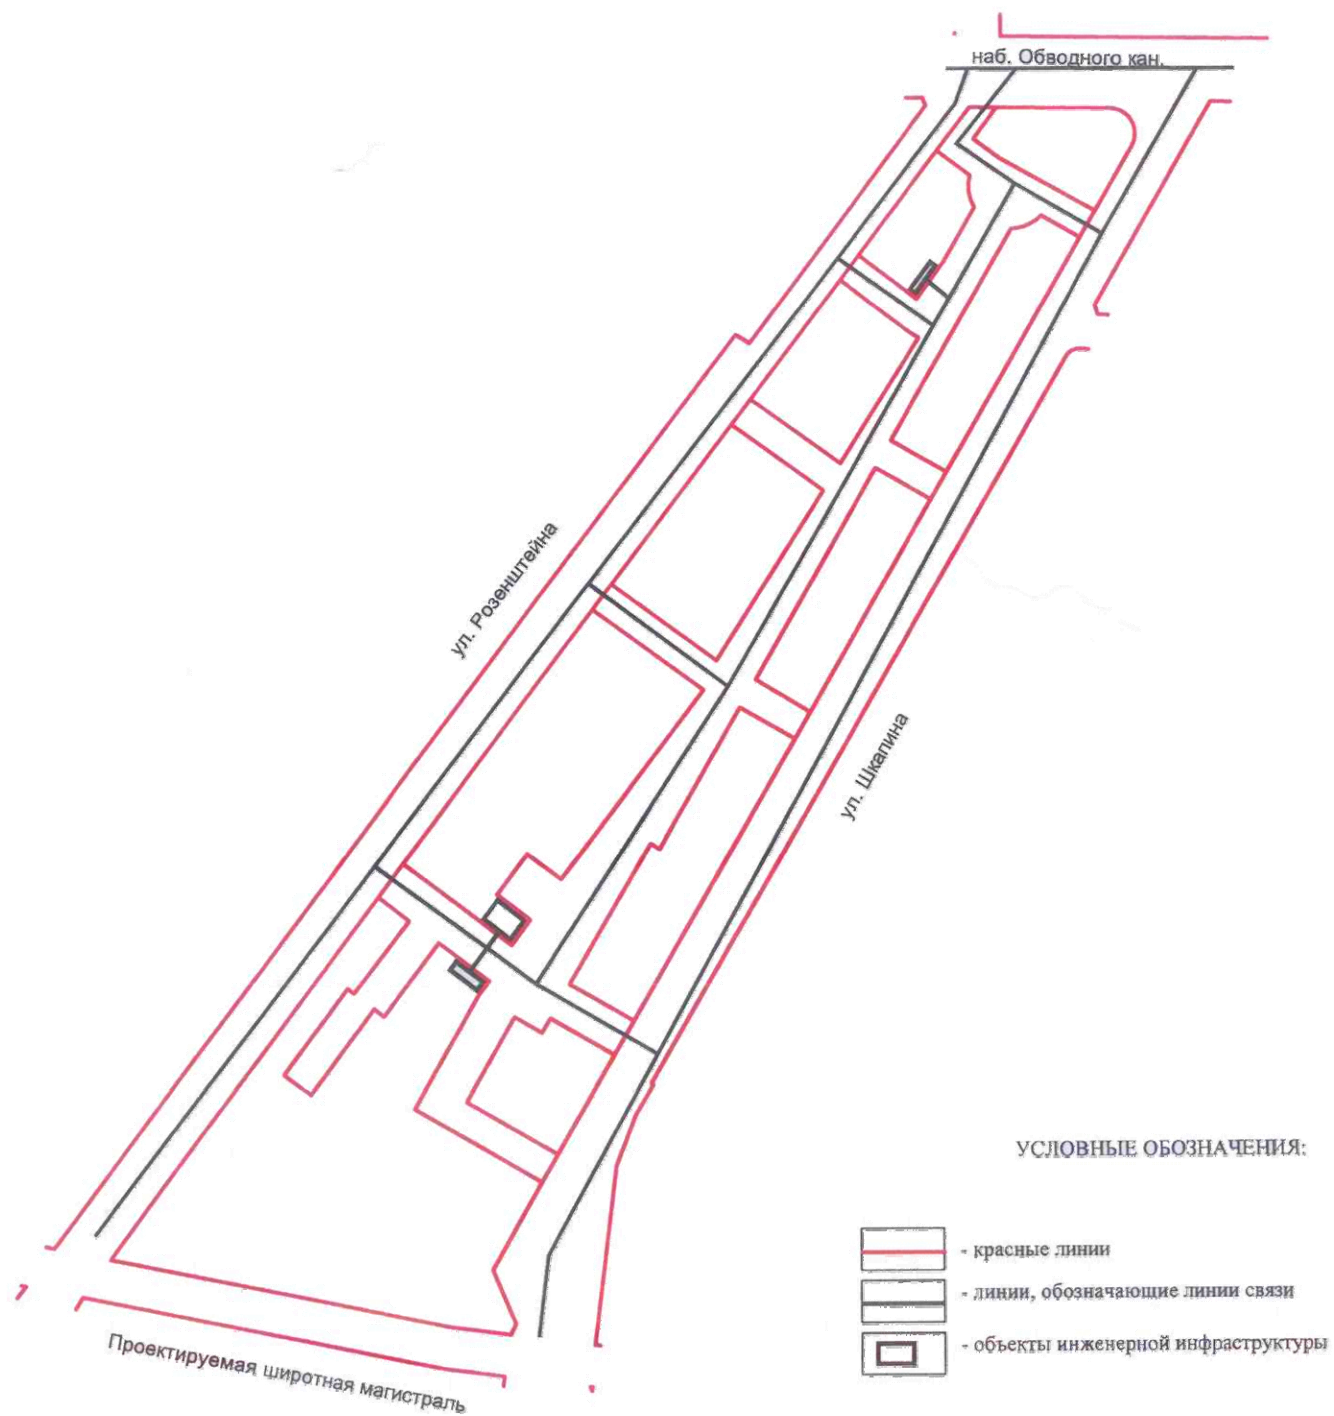 наб. Обводного кан.
ул. Розенштейна
ул. Шкапина
УСЛОВНЫЕ ОБОЗНАЧЕНИЯ:
- красные линии
- линии, обозначающие линии связи
- объекты инженерной инфраструктуры
Проектируемая широтная магистраль